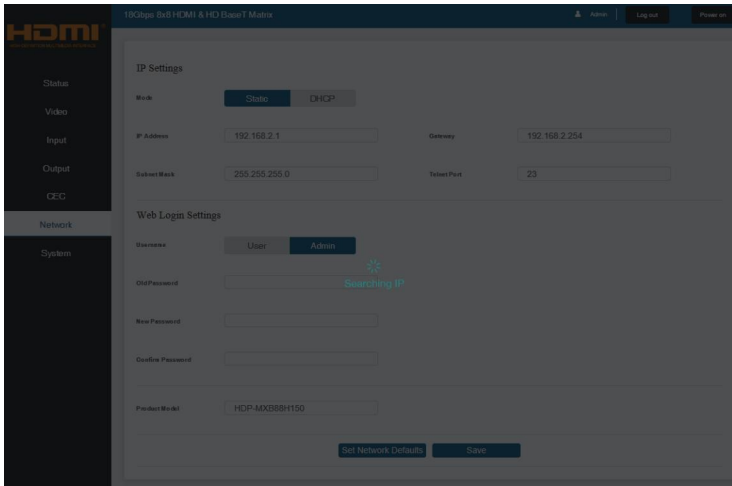 18Gbps 8x8 HDMI & HD BaseT Matrix
Admin
Log out
Power on
HDMI
Status
Video
Input
Output
CEC
Network
System
IP Settings
Mode
Static
DHCP
IP Address
192.168.2.1
Gateway
192.168.2.254
Subnet Mask
255.255.255.0
Telnet Port
23
Web Login Settings
Username
User
Admin
Searching IP
Old Password
New Password
Confirm Password
Product Model
HDP-MXB88H150
Set Network Defaults
Save